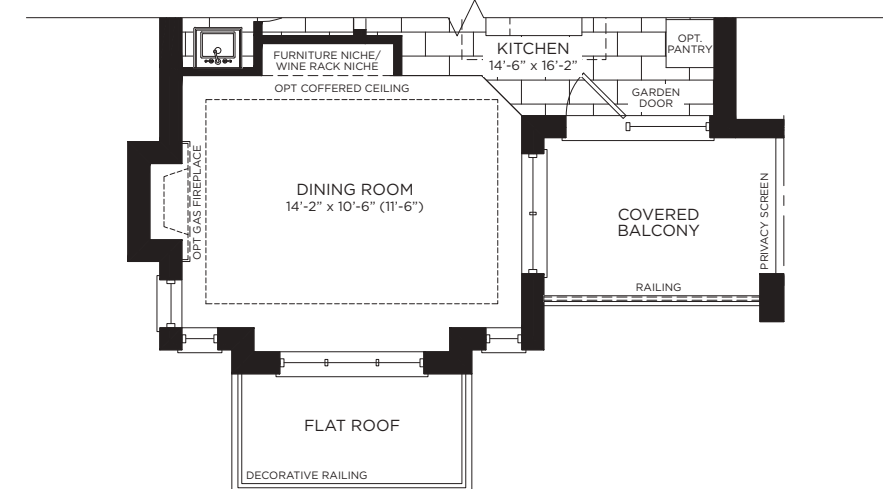 OPT.
PANTRY
KITCHEN
14'-6" x 16'-2"
FURNITURE NICHE/
WINE RACK NICHE
OPT COFFERED CEILING
GARDEN
DOOR
OPT GAS FIREPLACE
DINING ROOM
14'-2" x 10'-6" (11'-6")
COVERED
BALCONY
PRIVACY SCREEN
RAILING
FLAT ROOF
DECORATIVE RAILING